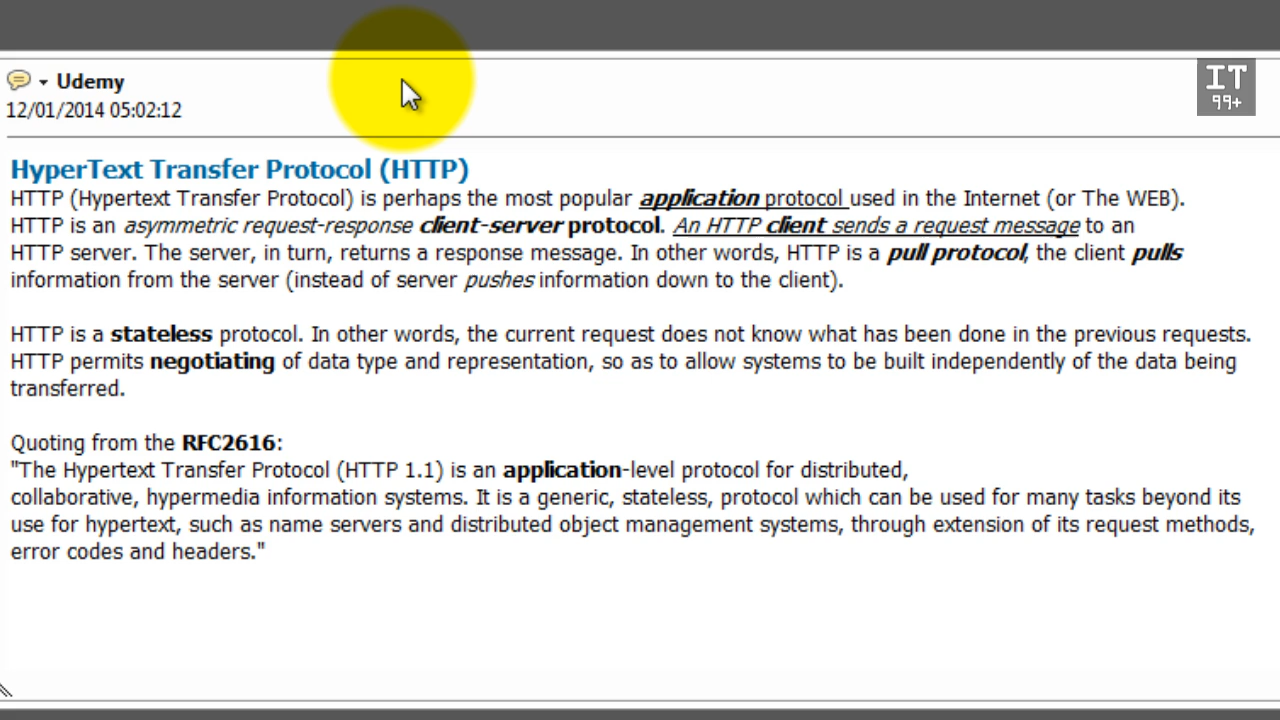 Udemy
12/01/2014 05:02:12
IT
99+
HyperText Transfer Protocol (HTTP)
HTTP (Hypertext Transfer Protocol) is perhaps the most popular application protocol used in the Internet (or The WEB).
HTTP is an asymmetric request-response client-server protocol. An HTTP client sends a request message to an
HTTP server. The server, in turn, returns a response message. In other words, HTTP is a pull protocol, the client pulls
information from the server (instead of server pushes information down to the client).
HTTP is a stateless protocol. In other words, the current request does not know what has been done in the previous requests.
HTTP permits negotiating of data type and representation, so as to allow systems to be built independently of the data being
transferred.
Quoting from the RFC2616:
"The Hypertext Transfer Protocol (HTTP 1.1) is an application-level protocol for distributed,
collaborative, hypermedia information systems. It is a generic, stateless, protocol which can be used for many tasks beyond its
use for hypertext, such as name servers and distributed object management systems, through extension of its request methods,
error codes and headers."